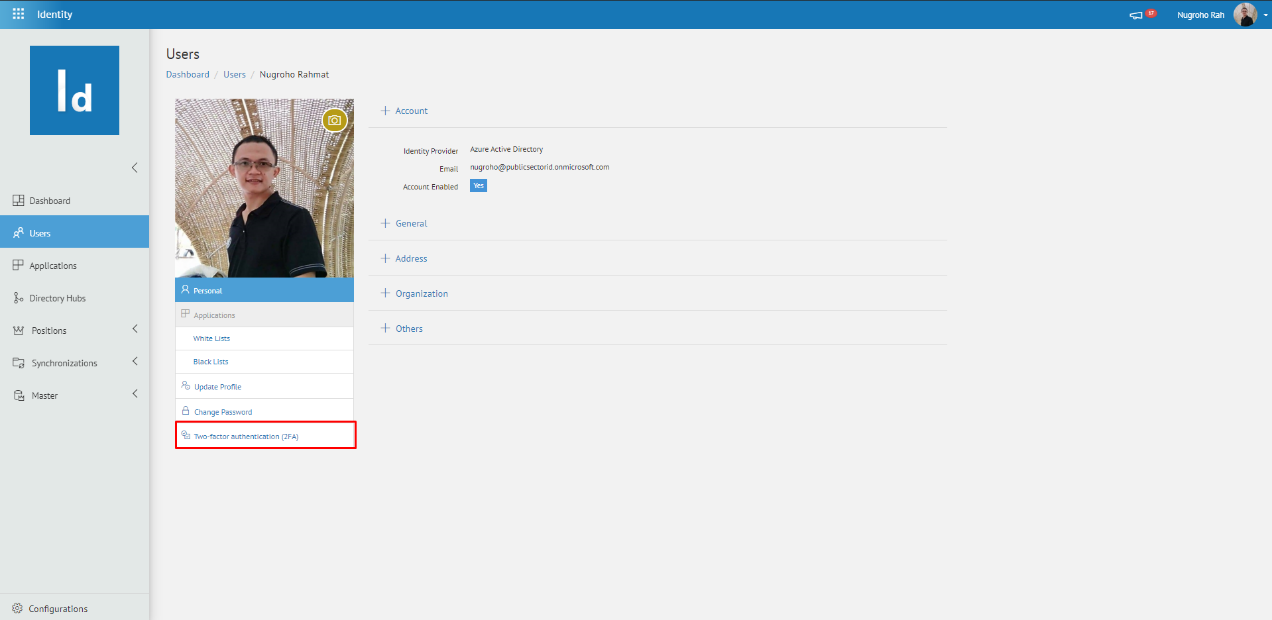 Identity
17
Nugroho Rah
Id
Users
Dashboard / Users / Nugroho Rahmat
Dashboard
Users
Applications
Directory Hubs
Positions
Synchronizations
Master
Configurations
Personal
Applications
White Lists
Black Lists
Update Profile
Change Password
Two-factor authentication (2FA)
Account
Identity Provider Azure Active Directory
Email nugroho@publicsectorid.onmicrosoft.com
Account Enabled Yes
General
Address
Organization
Others